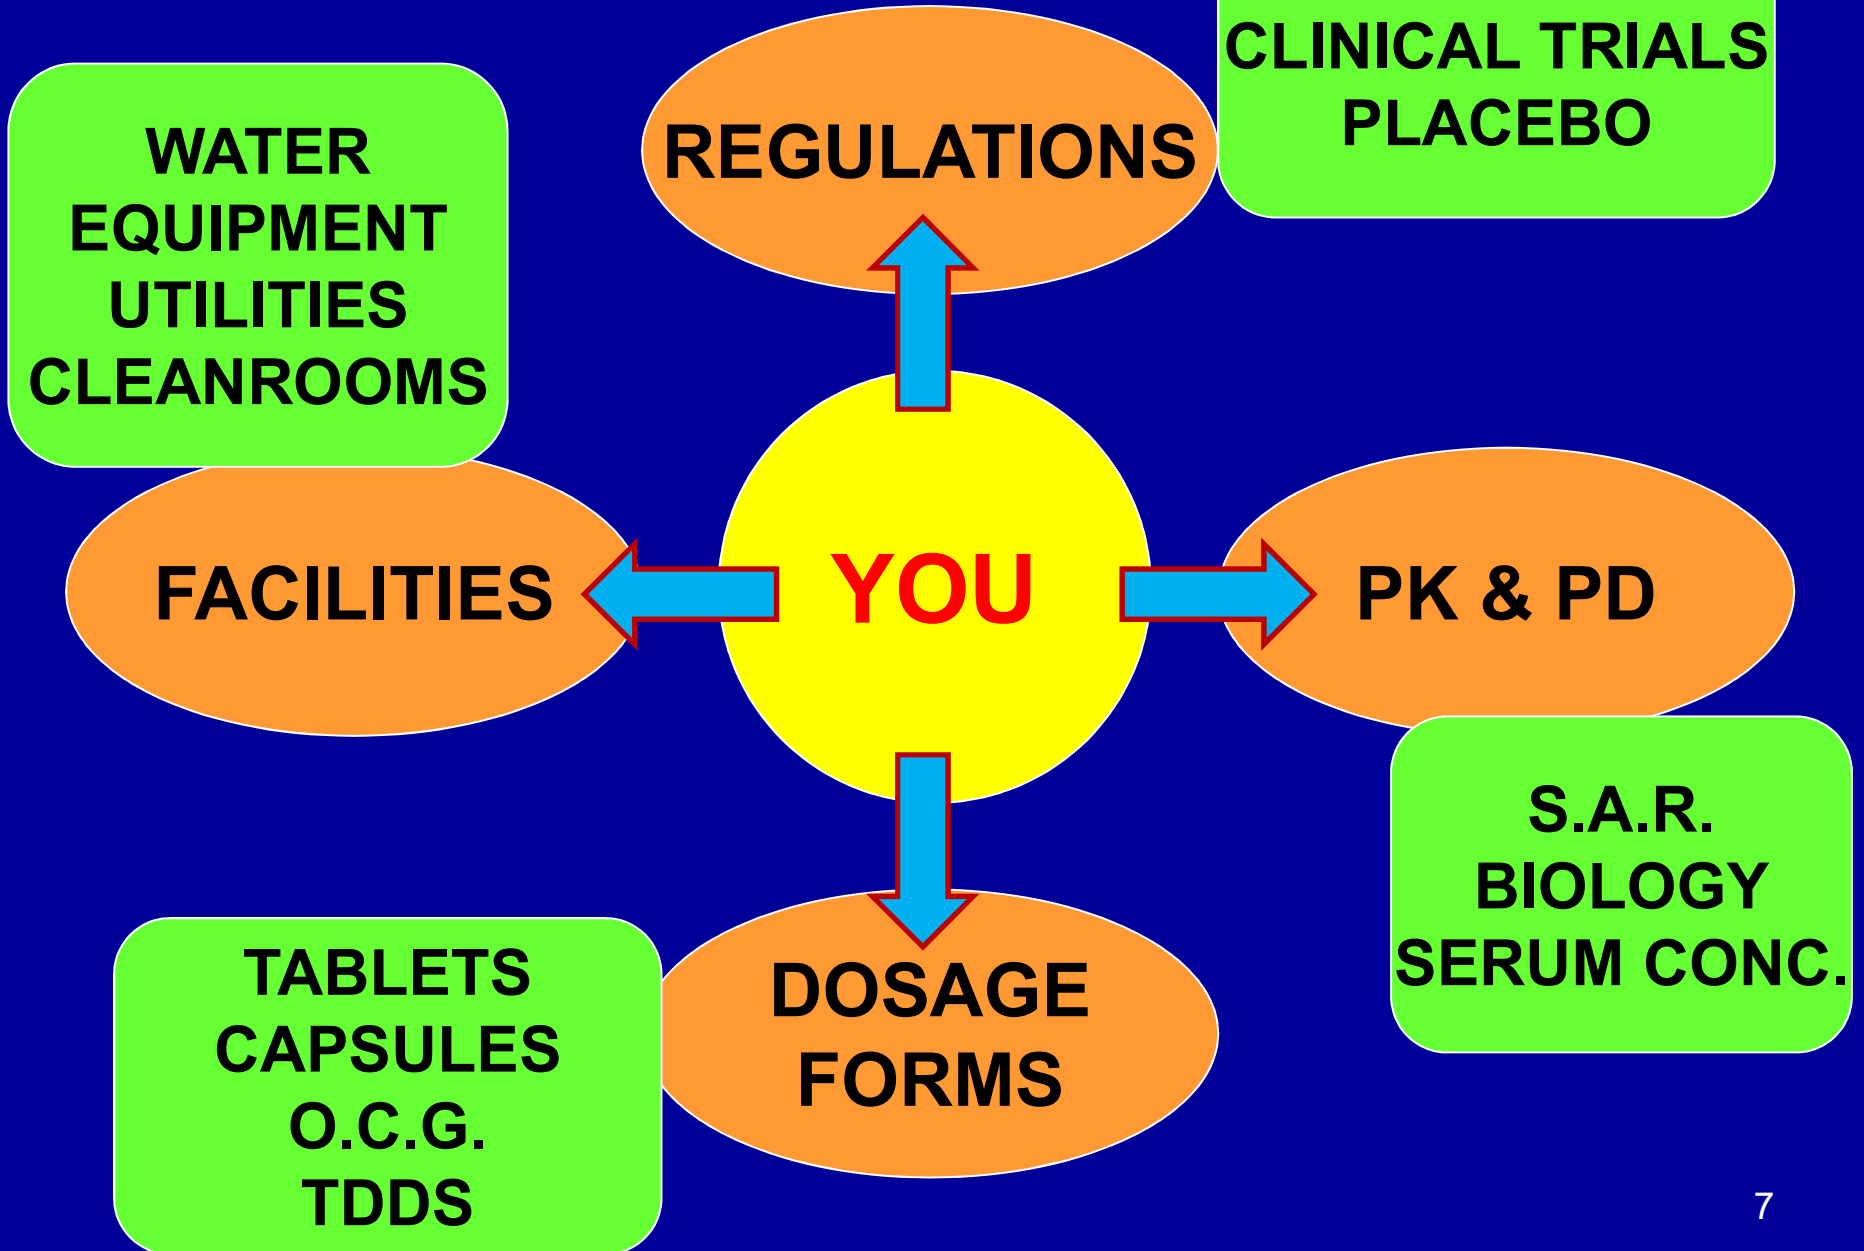 REGULATIONS
CLINICAL TRIALS
PLACEBO
WATER
EQUIPMENT
UTILITIES
CLEANROOMS
FACILITIES
YOU
PK & PD
S.A.R.
BIOLOGY
SERUM CONC.
DOSAGE
FORMS
TABLETS
CAPSULES
O.C.G.
TDDS
7